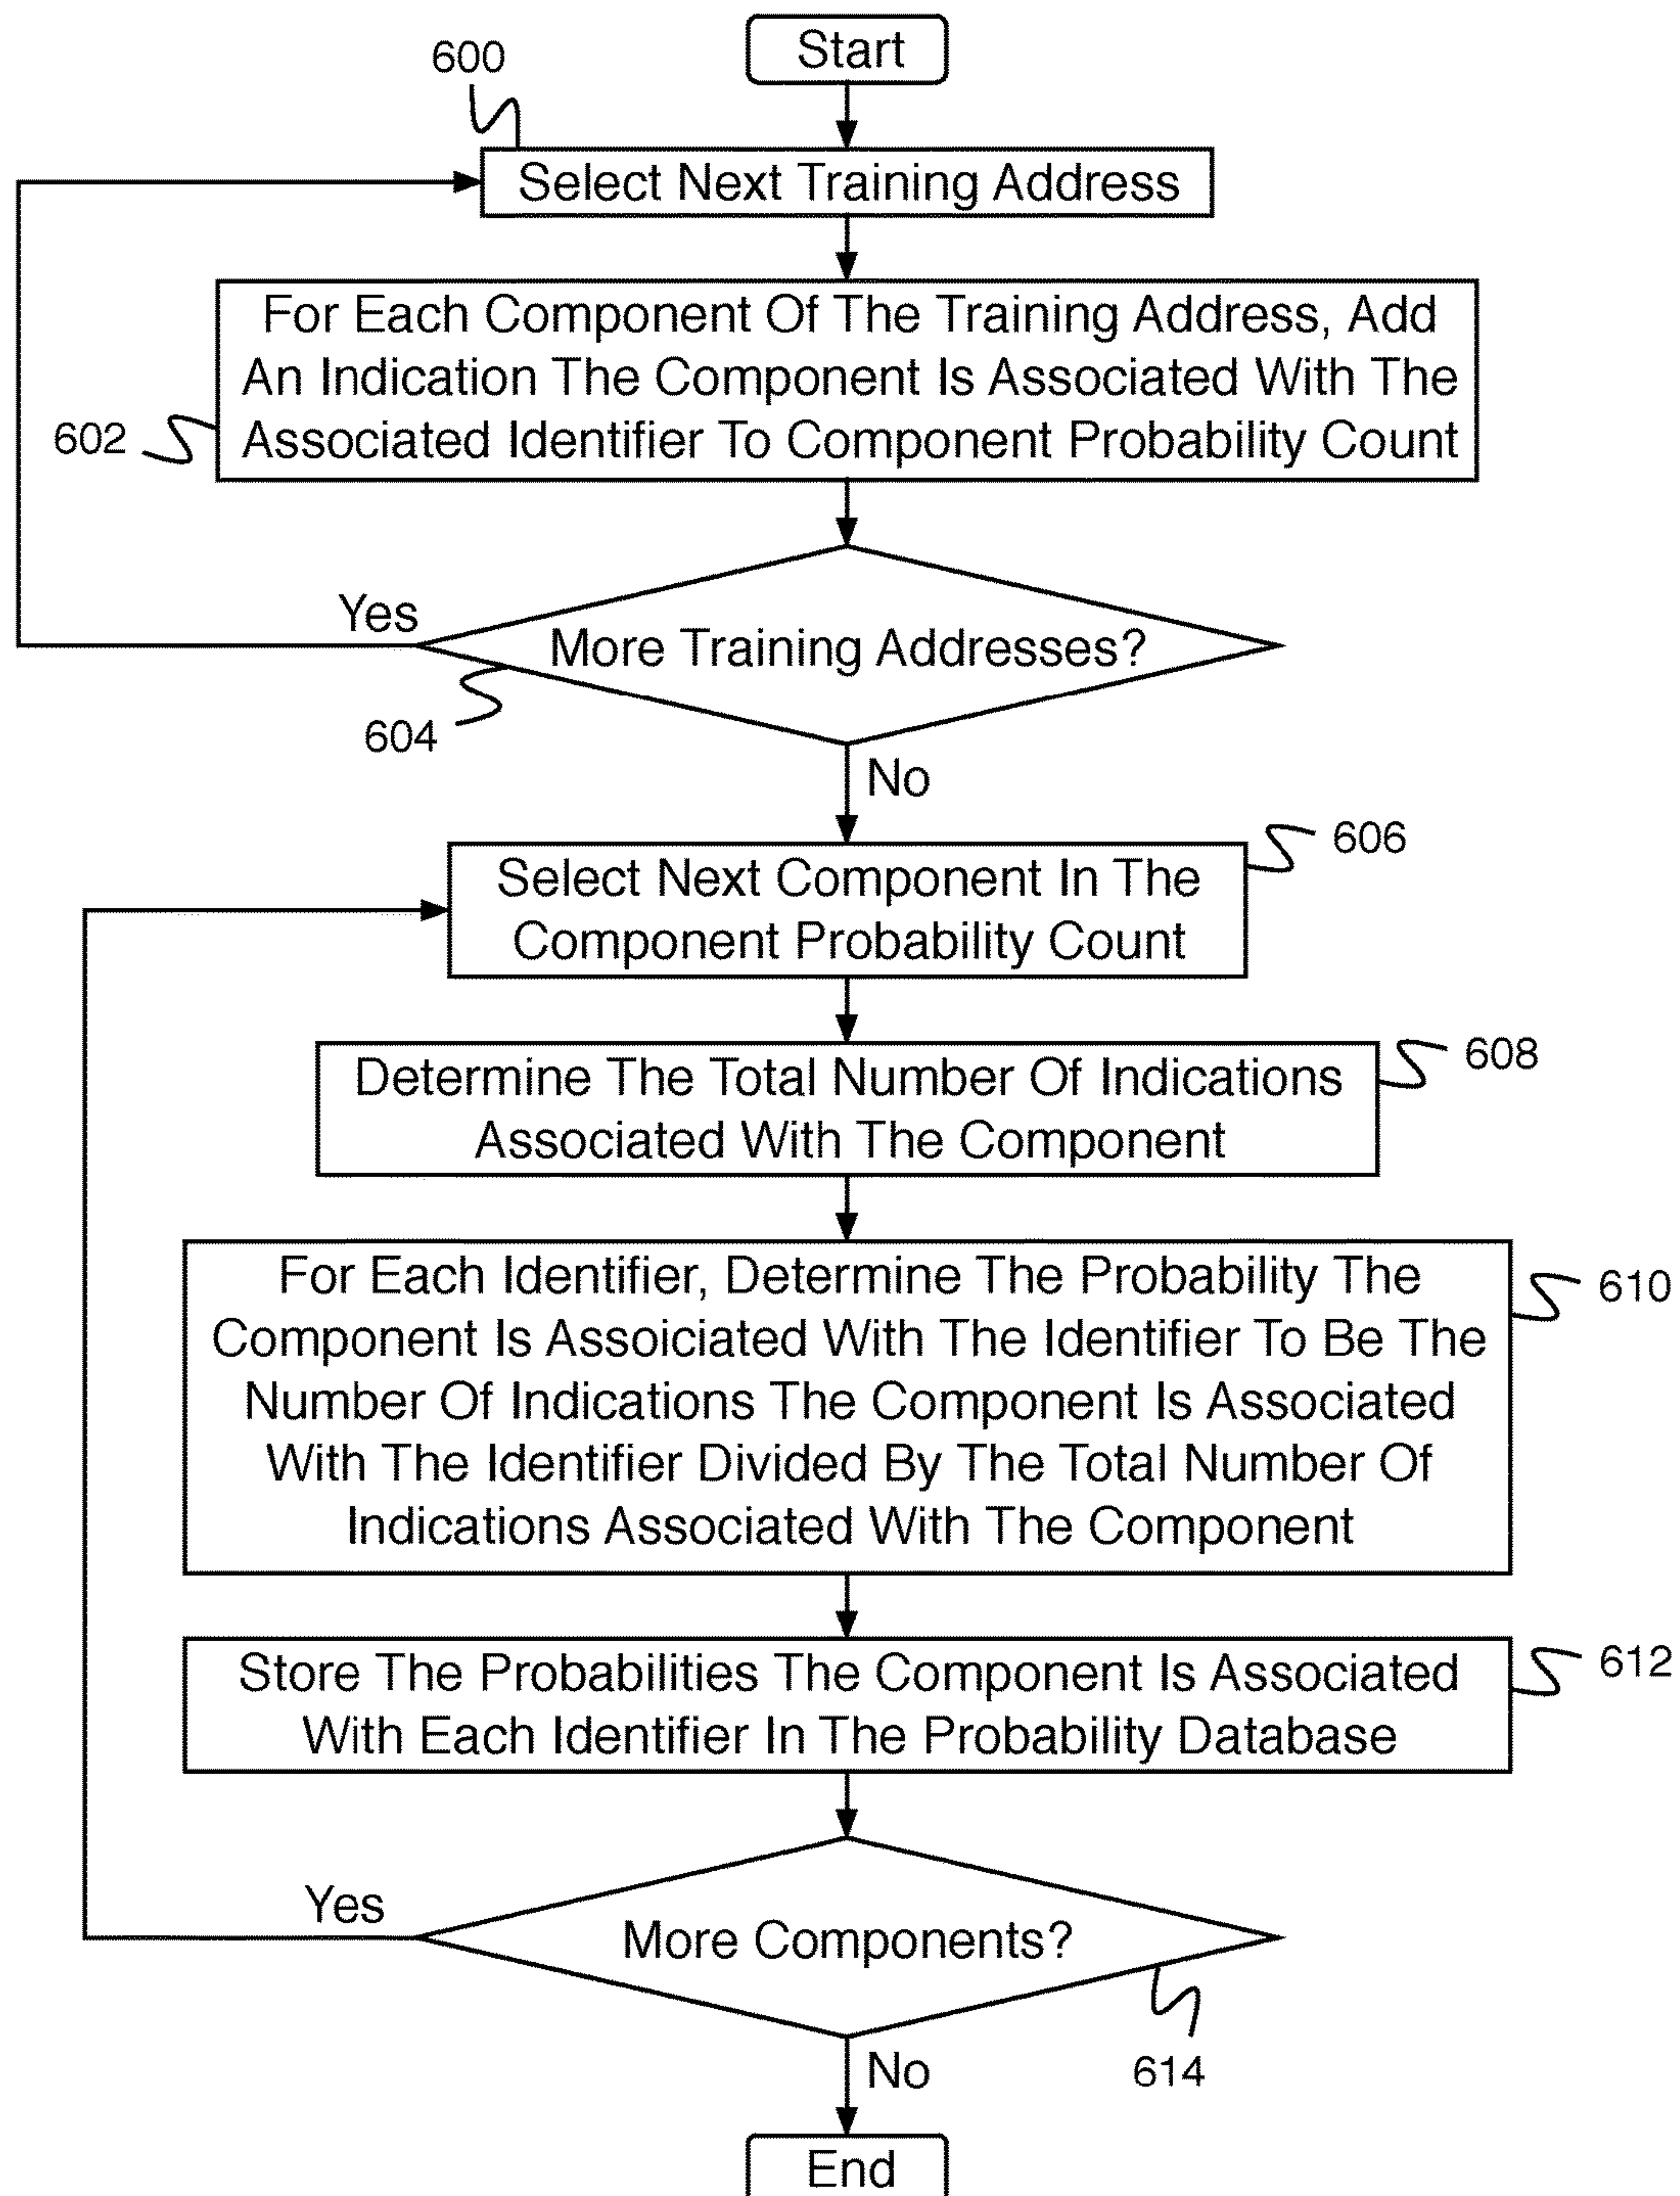 Start
600
Select Next Training Address
For Each Component Of The Training Address, Add
An Indication The Component Is Associated With The
Associated Identifier To Component Probability Count
602
Yes
More Training Addresses?
604
No
606
Select Next Component In The
Component Probability Count
608
Determine The Total Number Of Indications
Associated With The Component
For Each Identifier, Determine The Probability The
Component Is Assoiciated With The Identifier To Be The
Number Of Indications The Component Is Associated
With The Identifier Divided By The Total Number Of
Indications Associated With The Component
610
Store The Probabilities The Component Is Associated
With Each Identifier In The Probability Database
612
Yes
More Components?
614
No
End